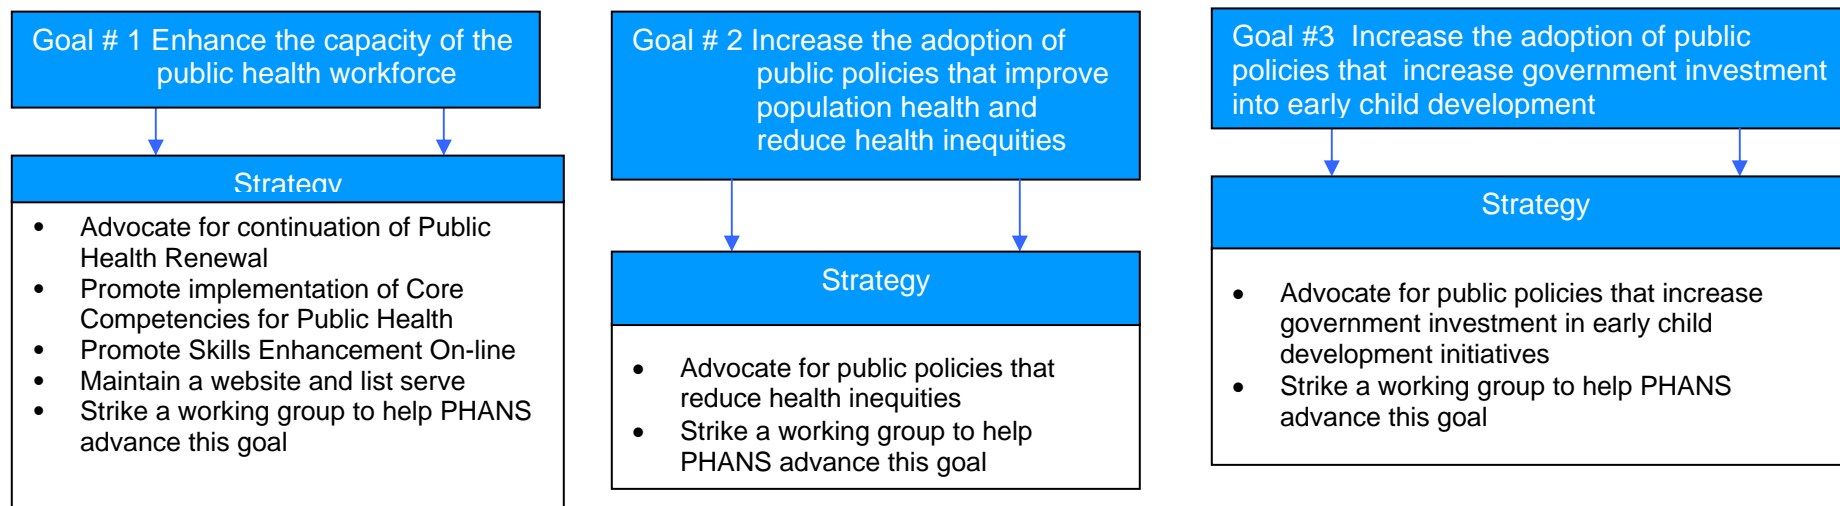 Goal # 1 Enhance the capacity of the
public health workforce
Strategy
• Advocate for continuation of Public
Health Renewal
• Promote implementation of Core
Competencies for Public Health
• Promote Skills Enhancement On-line
• Maintain a website and list serve
• Strike a working group to help PHANS
advance this goal
Goal # 2 Increase the adoption of
public policies that improve
population health and
reduce health inequities
Strategy
• Advocate for public policies that
reduce health inequities
• Strike a working group to help
PHANS advance this goal
Goal #3 Increase the adoption of public
policies that increase government investment
into early child development
Strategy
• Advocate for public policies that increase
government investment in early child
development initiatives
• Strike a working group to help PHANS
advance this goal